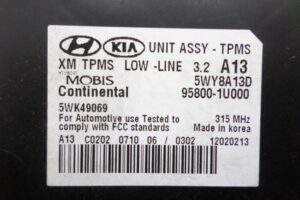 HYUNDAI KIA UNIT ASSY - TPMS
XM TPMS LOW -LINE 3.2 A13
HYUNDAI
MOBIS 5WY8A13D
Continental 95800-1U000
5WK49069
For Automotive use Tested to 315 MHz
comply with FCC standards Made in korea
A13 C0202 0710 06 / 0302 12020213